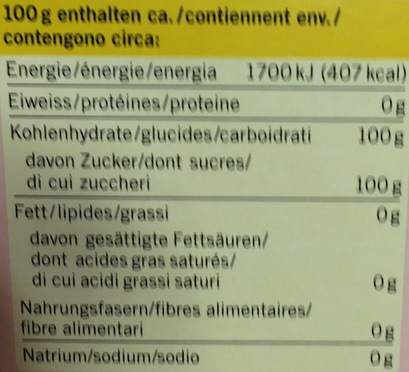 100 g enthalten ca./contiennent env./
contengono circa:
Energie/énergie/energia 1700 kJ (407 kcal)
Eiweiss/protéines/proteine 0 g
Kohlenhydrate/glucides/carboidrati 100 g
davon Zucker/dont sucres/
di cui zuccheri 100 g
Fett/lipides/grassi 0 g
davon gesättigte Fettsäuren/
dont acides gras saturés/
di cui acidi grassi saturi 0 g
Nahrungsfasern/fibres alimentaires/
fibre alimentari 0 g
Natrium/sodium/sodio 0 g